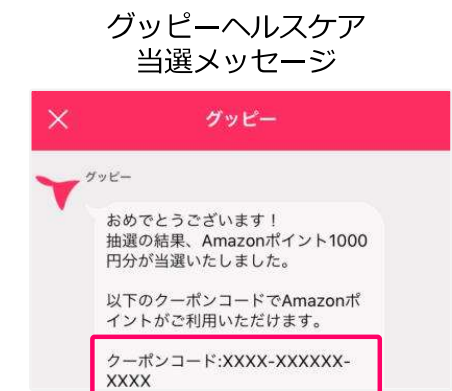 グッピーヘルスケア
当選メッセージ
グッピー
グッピー
おめでとうございます！
抽選の結果、Amazonポイント1000
円分が当選いたしました。
以下のクーポンコードでAmazonポ
イントがご利用いただけます。
クーポンコード:XXXX-XXXXXX-
XXXX